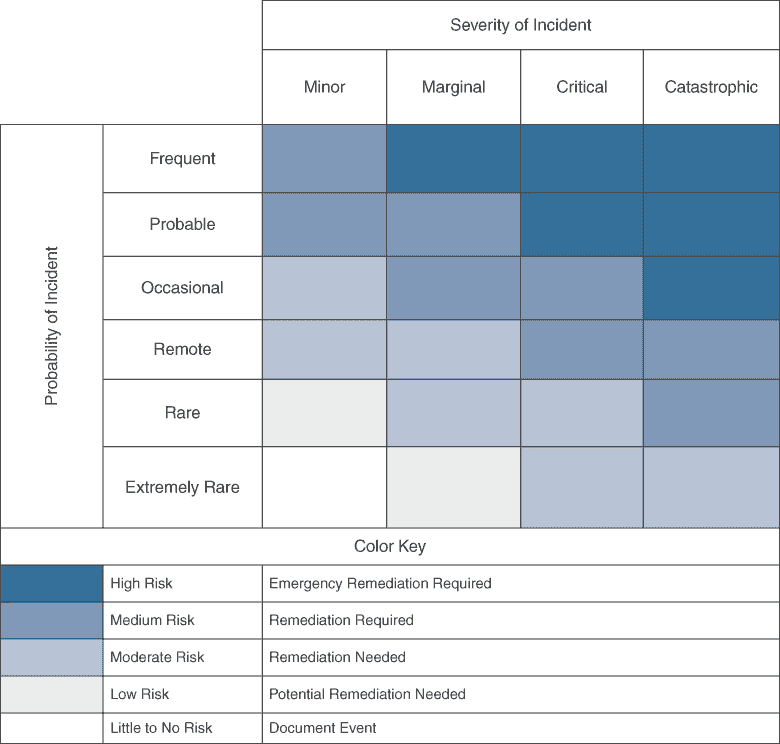 Severity of Incident
Minor Marginal Critical Catastrophic
Probability of Incident
Frequent
Probable
Occasional
Remote
Rare
Extremely Rare
Color Key
High Risk Emergency Remediation Required
Medium Risk Remediation Required
Moderate Risk Remediation Needed
Low Risk Potential Remediation Needed
Little to No Risk Document Event